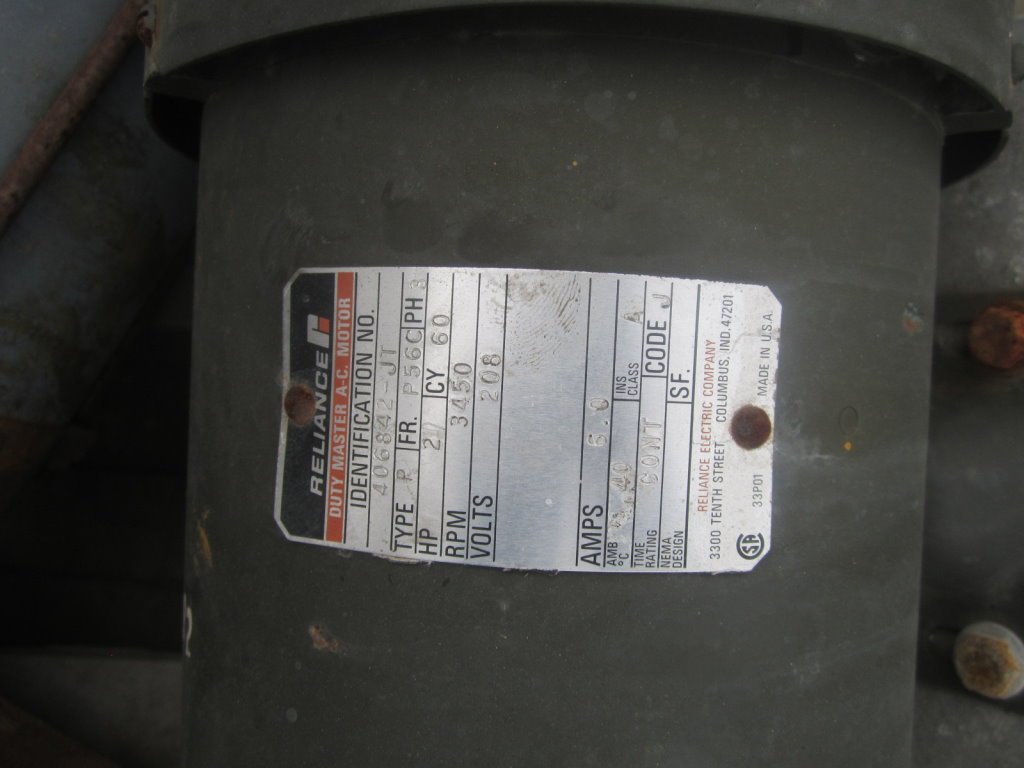 RELIANCE
DUTY MASTER A-C. MOTOR
IDENTIFICATION NO.
406842-JT
TYPE P FR. P56C PH 3
HP 2 CY 60
RPM 3450
VOLTS 208
AMPS 6.0
AMB °C 40 INS CLASS A
TIME RATING CONT CODE J
NEMA DESIGN SF.
RELIANCE ELECTRIC COMPANY
3300 TENTH STREET COLUMBUS, IND. 47201
SA 33P01 MADE IN U.S.A.